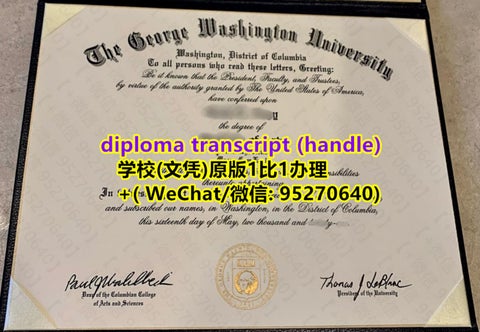 The George Washington University
Washington, District of Columbia
To all persons who read these letters, Greeting:
Be it known that the President, Faculty, and Trustees,
by virtue of the authority granted by The United States of America,
have conferred upon
the degree of
diploma transcript (handle)
学校(文凭)原版1比1办理
thereunto
In
+( WeChat/微信: 95270640)
and subscribed our names, in Washington, in the District of Columbia,
this sixteenth day of May, two thousand and
Dean of the Columbian College
of Arts and Sciences
President of the University